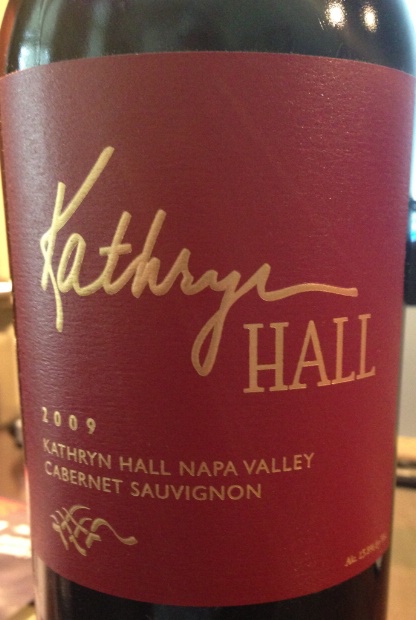 Kathryn
HALL
2009
KATHRYN HALL NAPA VALLEY
CABERNET SAUVIGNON